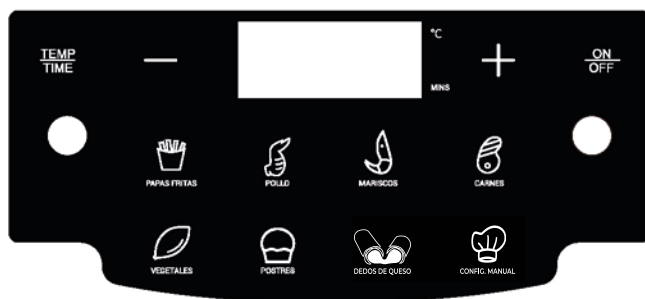 TEMP
TIME
−
°C
MINS
+
ON
OFF
PAPAS FRITAS
POLLO
MARISCOS
CARNES
VEGETALES
POSTRES
DEDOS DE QUESO
CONFIG. MANUAL